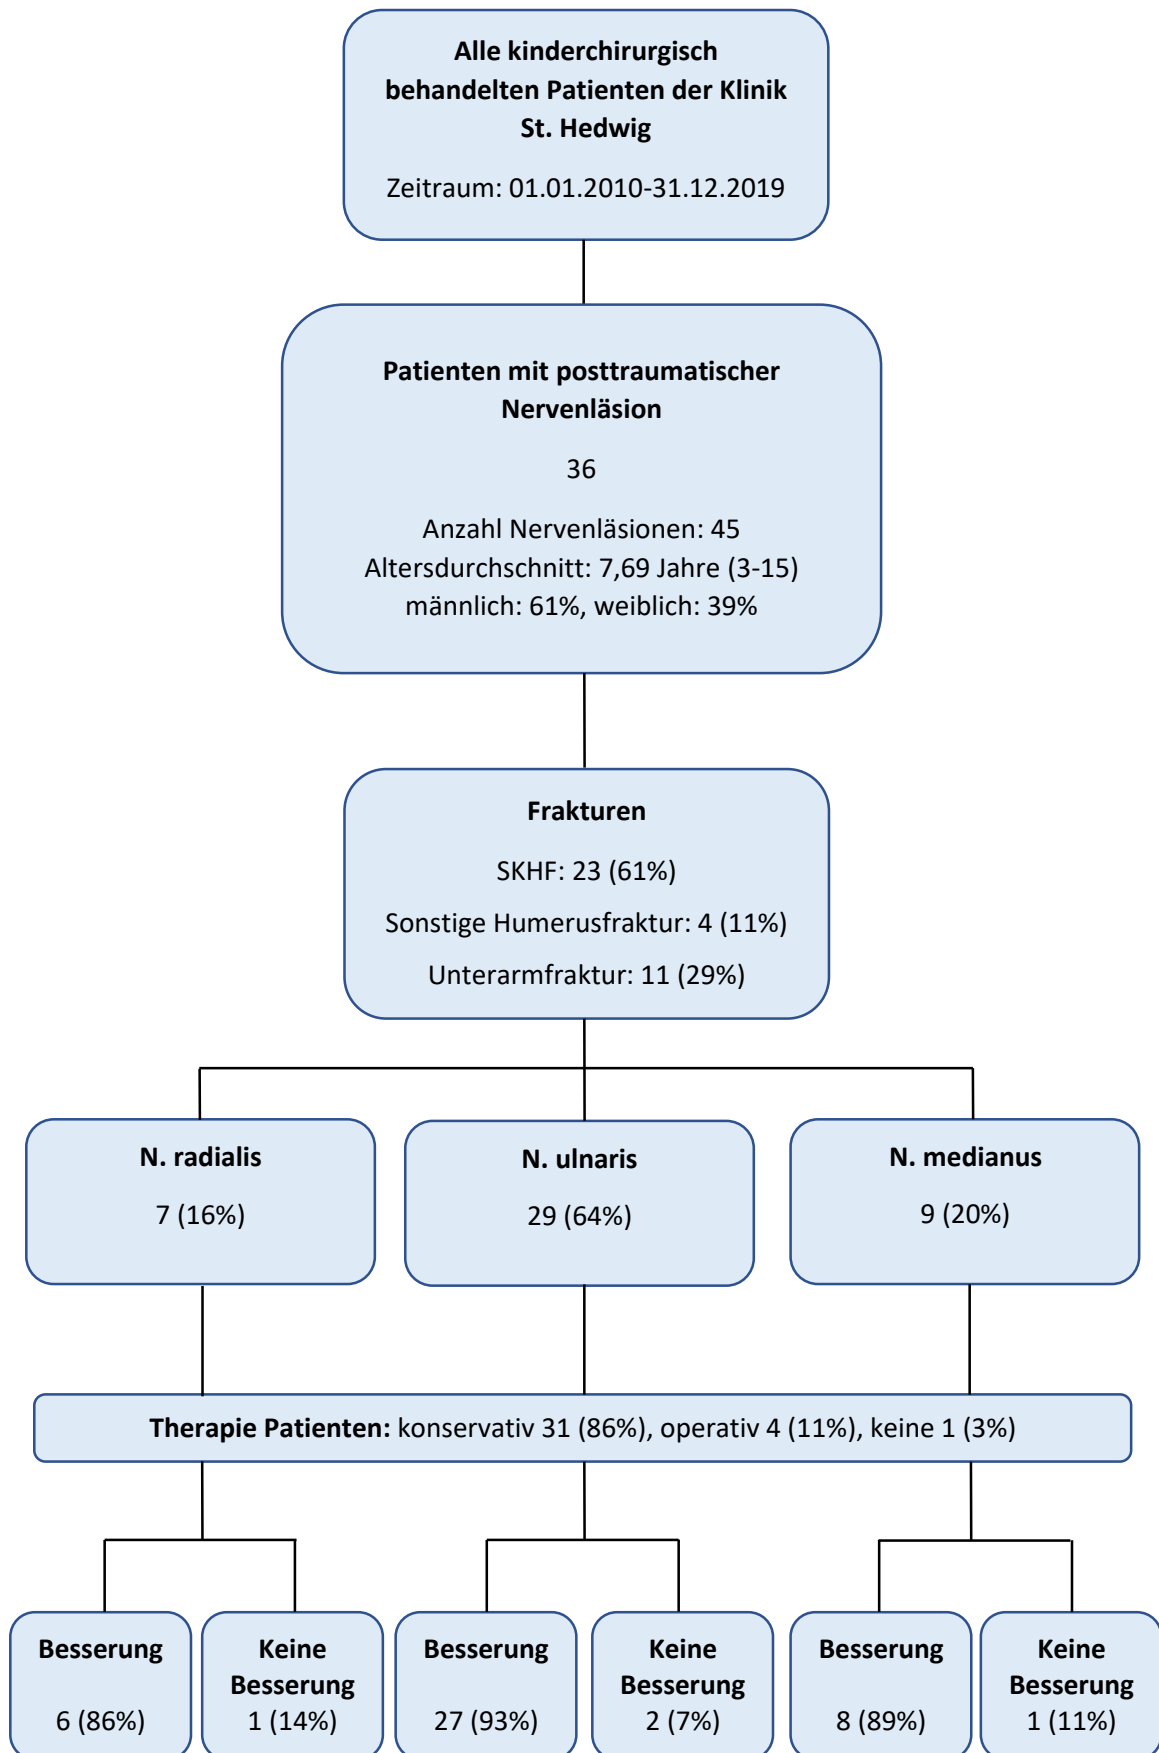 Alle kinderchirurgisch
behandelten Patienten der Klinik
St. Hedwig
Zeitraum: 01.01.2010-31.12.2019
Patienten mit posttraumatischer
Nervenläsion
36
Anzahl Nervenläsionen: 45
Altersdurchschnitt: 7,69 Jahre (3-15)
männlich: 61%, weiblich: 39%
Frakturen
SKHF: 23 (61%)
Sonstige Humerusfraktur: 4 (11%)
Unterarmfraktur: 11 (29%)
N. radialis
7 (16%)
N. ulnaris
29 (64%)
N. medianus
9 (20%)
Therapie Patienten: konservativ 31 (86%), operativ 4 (11%), keine 1 (3%)
Besserung
6 (86%)
Keine
Besserung
1 (14%)
Besserung
27 (93%)
Keine
Besserung
2 (7%)
Besserung
8 (89%)
Keine
Besserung
1 (11%)